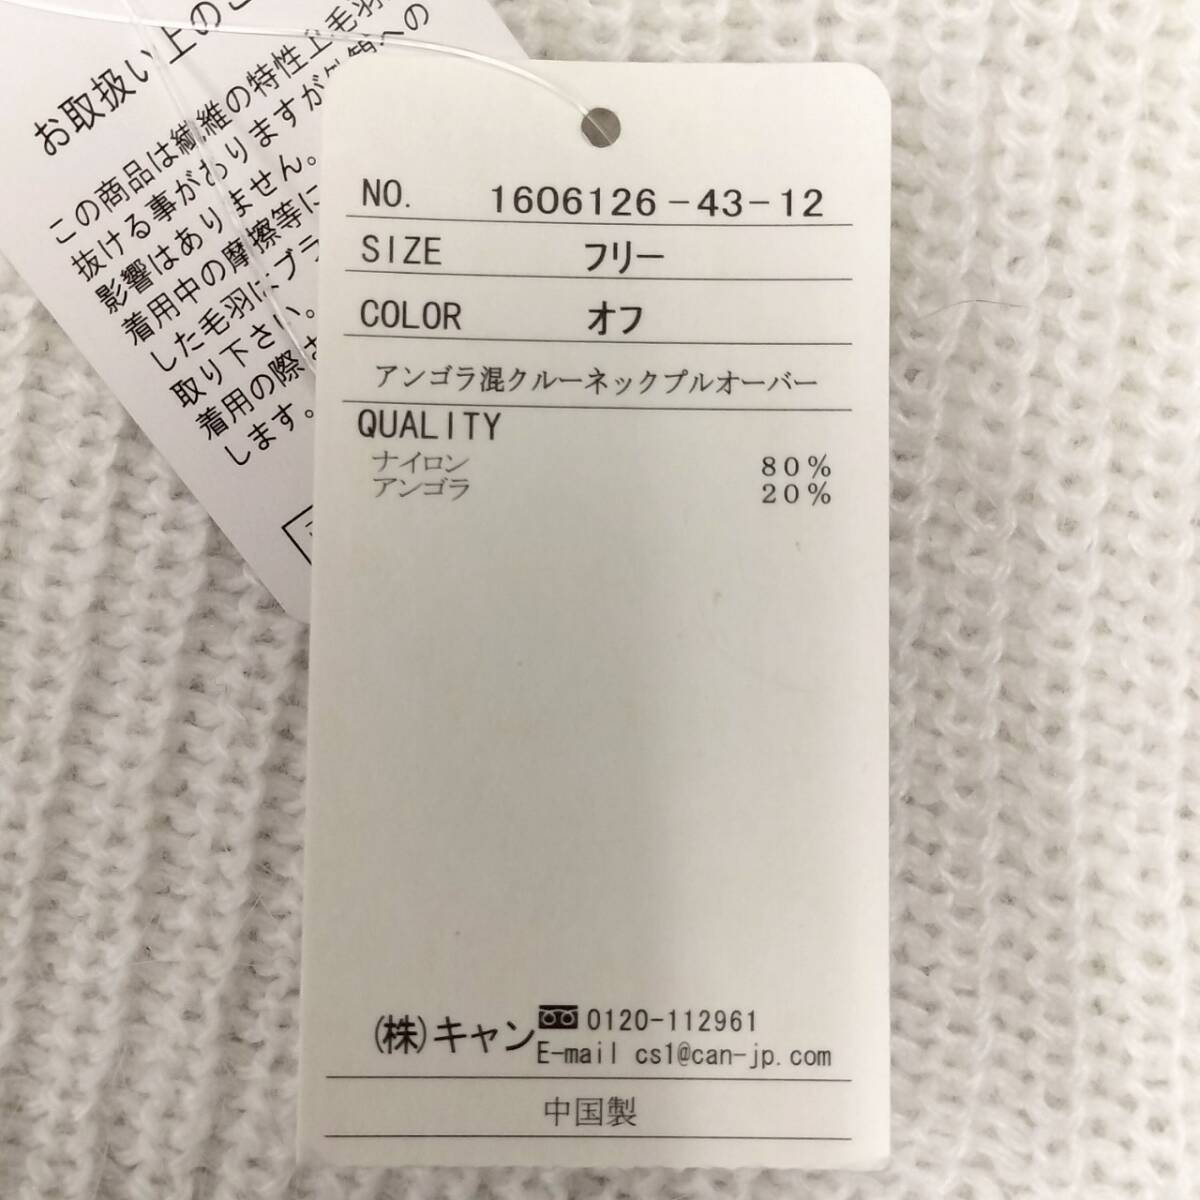 お取扱い上のご
この商品は繊維の特性上毛羽
抜ける事がありますが への
影響はありません。
着用中の摩擦等に
した毛羽はブラ
取り下さい。
着用の際
します。
NO. 1606126-43-12
SIZE フリー
COLOR オフ
アンゴラ混クルーネックプルオーバー
QUALITY
ナイロン 80%
アンゴラ 20%
(株)キャン 0120-112961
E-mail cs1@can-jp.com
中国製